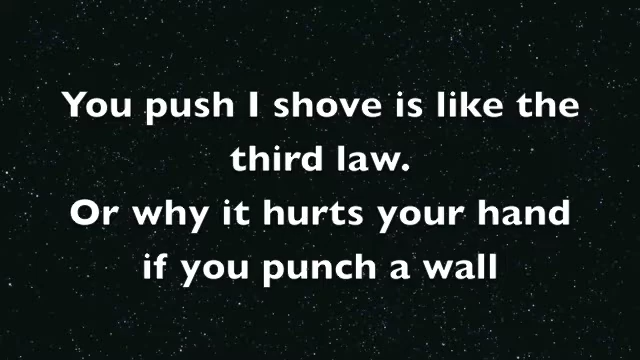 You push I shove is like the
third law.
Or why it hurts your hand
if you punch a wall